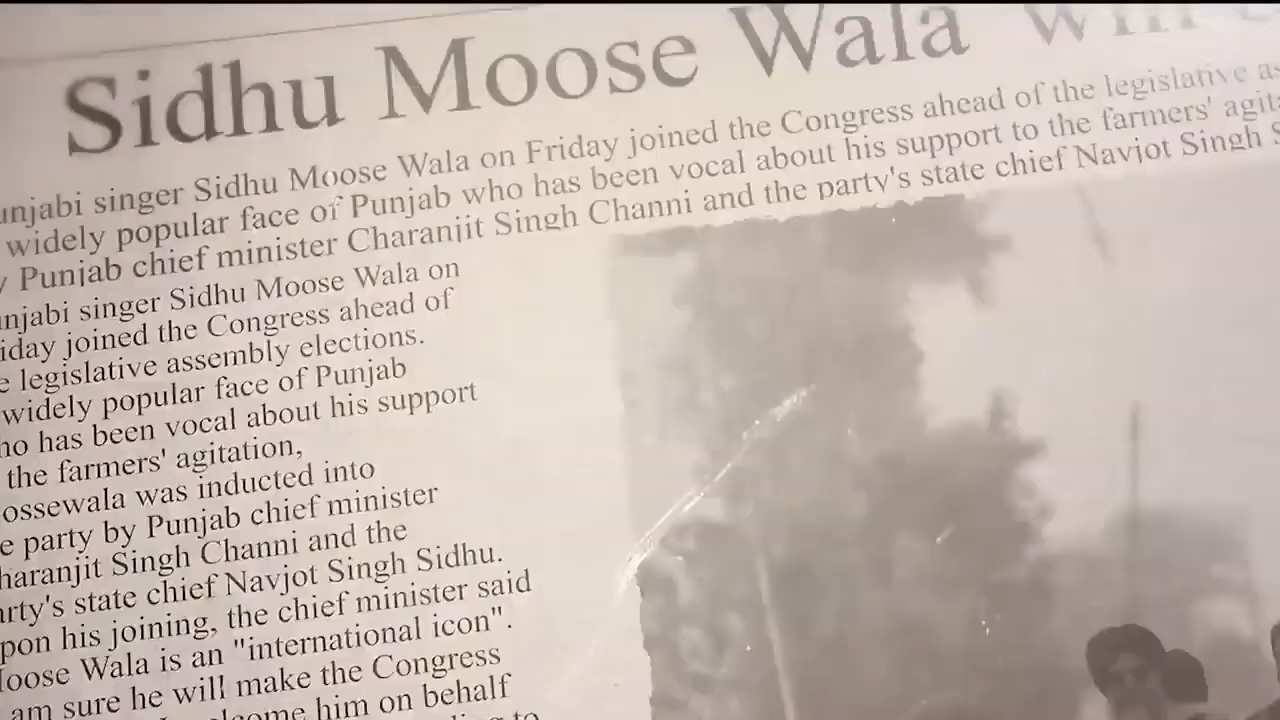 Sidhu Moose Wala
unjabi singer Sidhu Moose Wala on Friday joined the Congress ahead of the legislative as
widely popular face of Punjab who has been vocal about his support to the farmers' agita
y Punjab chief minister Charanjit Singh Channi and the party's state chief Navjot Singh S
unjabi singer Sidhu Moose Wala on
iday joined the Congress ahead of
e legislative assembly elections.
widely popular face of Punjab
ho has been vocal about his support
the farmers' agitation,
ossewala was inducted into
e party by Punjab chief minister
haranjit Singh Channi and the
arty's state chief Navjot Singh Sidhu.
pon his joining, the chief minister said
loose Wala is an "international icon".
am sure he will make the Congress
him on behalf